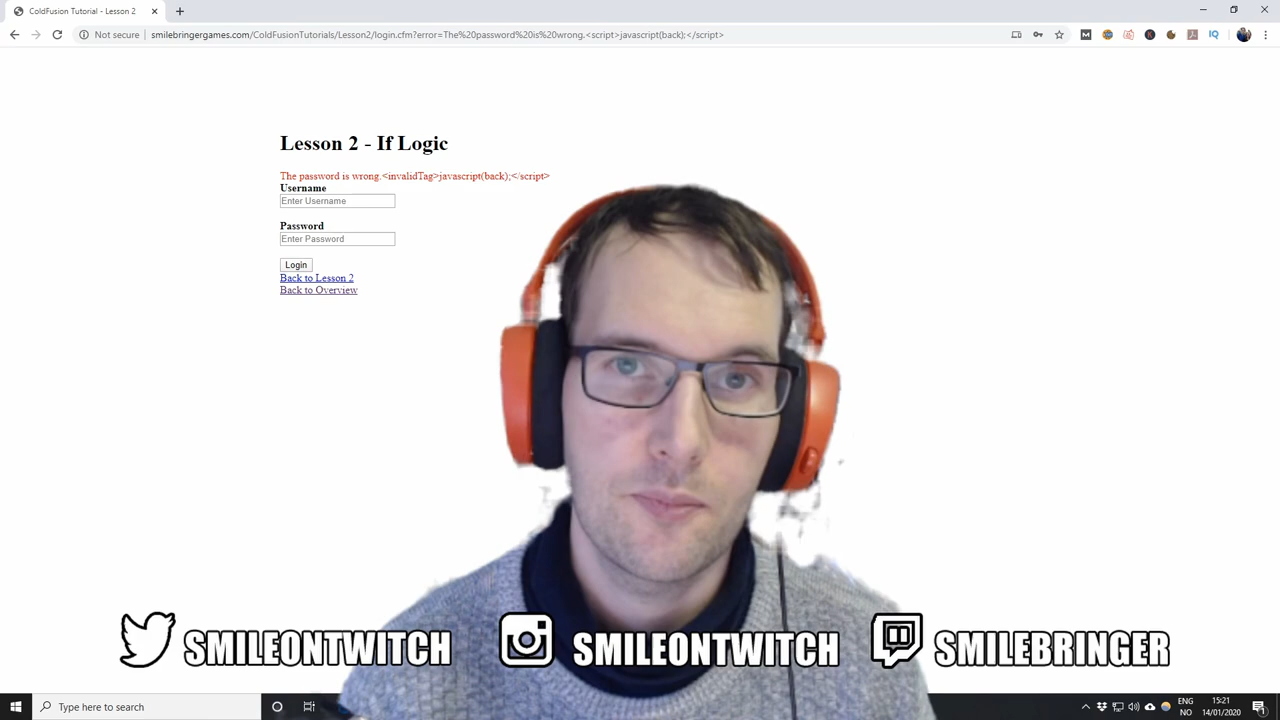 ColdFusion Tutorial - Lesson 2
Not secure | smilebringergames.com/ColdFusionTutorials/Lesson2/login.cfm?error=The%20password%20is%20wrong.<script>javascript(back);</script>
Lesson 2 - If Logic
The password is wrong.<invalidTag>javascript(back);</script>
Username
Enter Username
Password
Enter Password
Login
Back to Lesson 2
Back to Overview
SMILEONTWITCH SMILEONTWITCH SMILEBRINGER
Type here to search
ENG 15:21
NO 14/01/2020